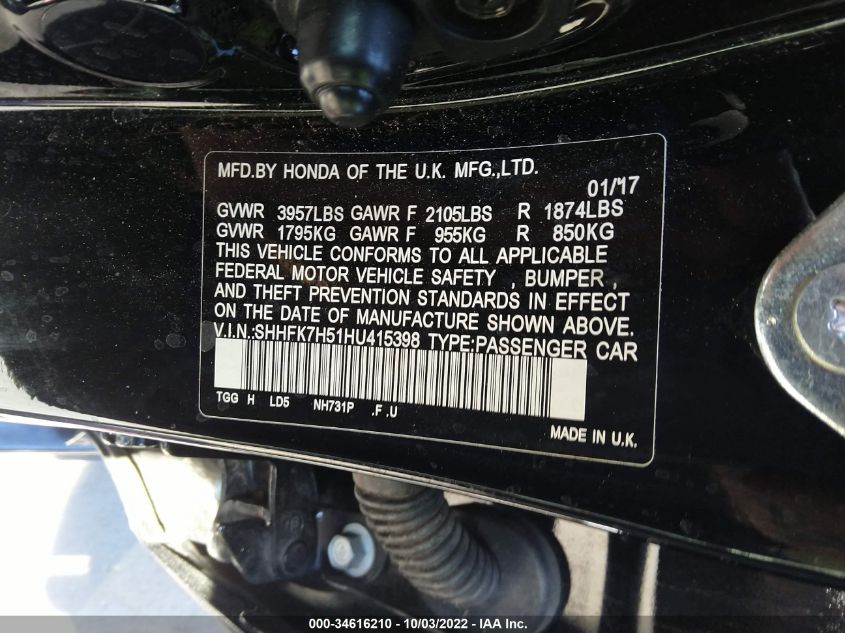 MFD.BY HONDA OF THE U.K. MFG.,LTD.
01/17
GVWR 3957LBS GAWR F 2105LBS R 1874LBS
GVWR 1795KG GAWR F 955KG R 850KG
THIS VEHICLE CONFORMS TO ALL APPLICABLE
FEDERAL MOTOR VEHICLE SAFETY , BUMPER ,
AND THEFT PREVENTION STANDARDS IN EFFECT
ON THE DATE OF MANUFACTURE SHOWN ABOVE.
V.I.N.:SHHFK7H51HU415398 TYPE:PASSENGER CAR
TGG H LD5 NH731P .F .U
MADE IN U.K.
000-34616210 - 10/03/2022 - IAA Inc.